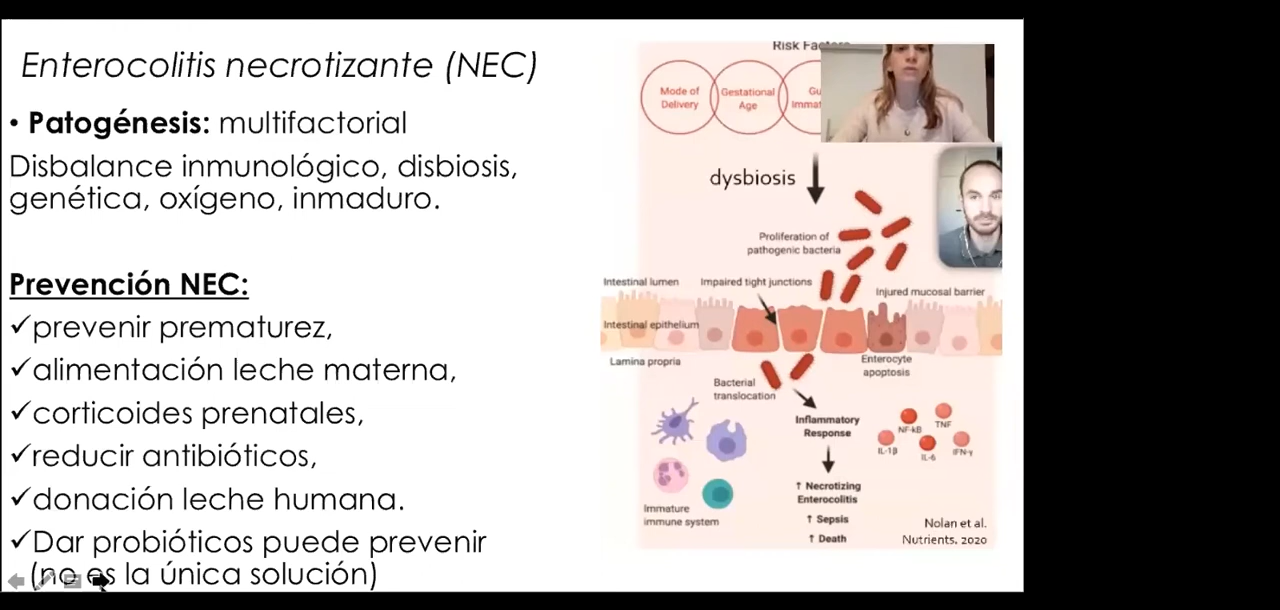 Enterocolitis necrotizante (NEC)
• Patogénesis: multifactorial
Disbalance inmunológico, disbiosis,
genética, oxígeno, inmaduro.
Prevención NEC:
✓prevenir prematurez,
✓alimentación leche materna,
✓corticoides prenatales,
✓reducir antibióticos,
✓donación leche humana.
✓Dar probióticos puede prevenir
(no es la única solución)
Risk
Mode of
Delivery
Gestational
Age
dysbiosis
Proliferation of
pathogenic bacteria
Intestinal lumen
Impaired tight junctions
Injured mucosal barrier
Intestinal epithelium
Lamina propria
Enterocyte
apoptosis
Bacterial
translocation
Inflammatory
Response
NF-kB
TNF
IL-1β
IL-6
IFN-γ
↑ Necrotizing
Enterocolitis
↑ Sepsis
↑ Death
Immature
immune system
Nolan et al.
Nutrients, 2020